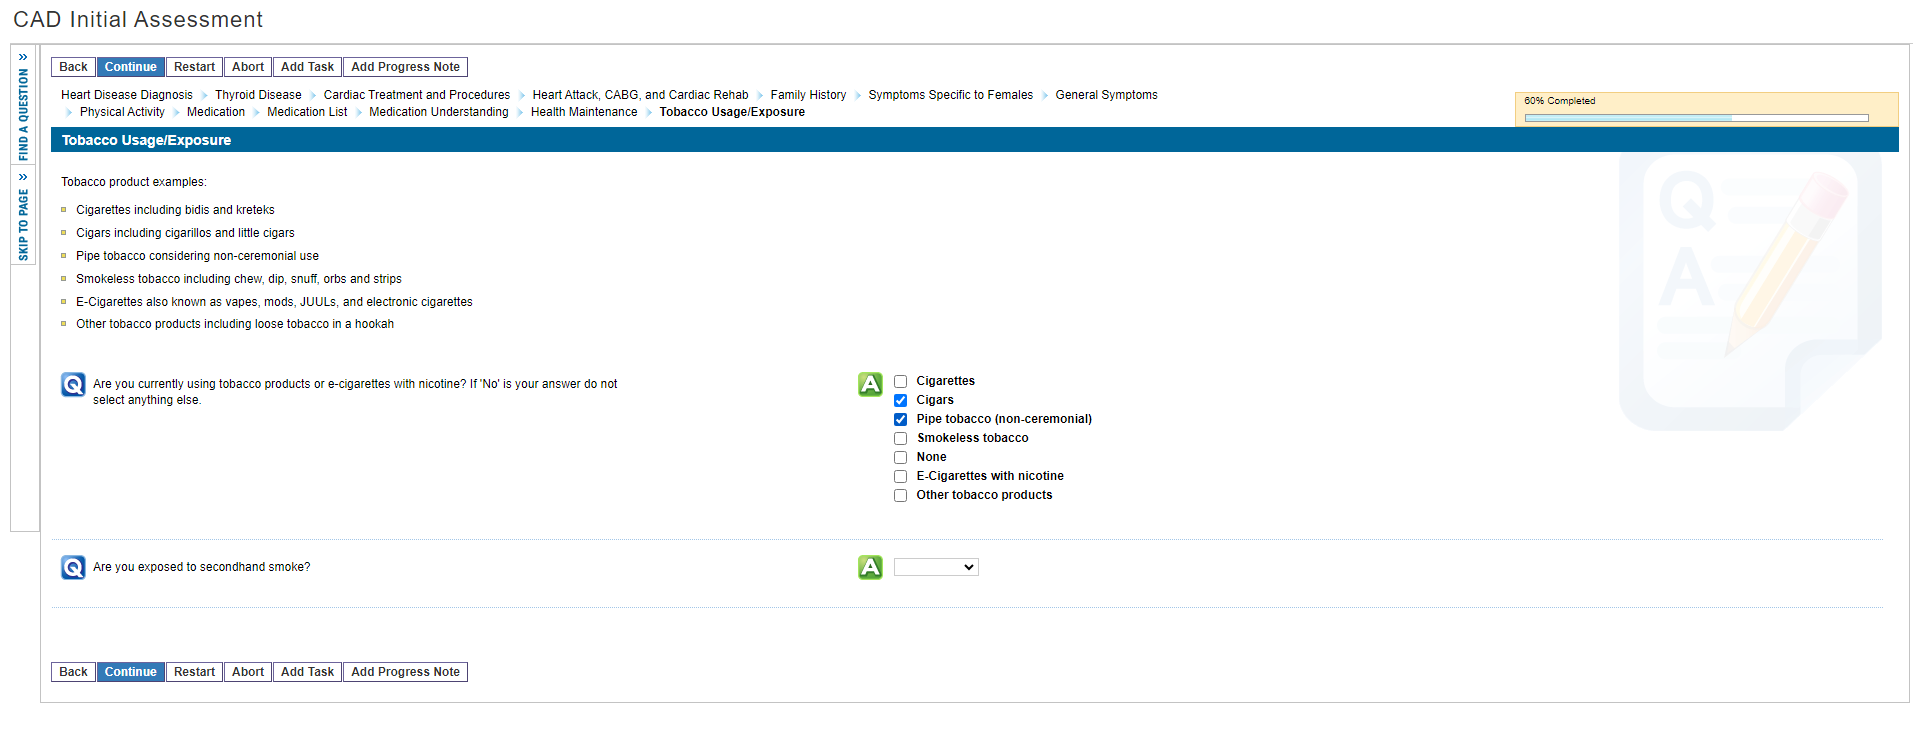 CAD Initial Assessment
» FIND A QUESTION
» SKIP TO PAGE
Back Continue Restart Abort Add Task Add Progress Note
Heart Disease Diagnosis Thyroid Disease Cardiac Treatment and Procedures Heart Attack, CABG, and Cardiac Rehab Family History Symptoms Specific to Females General Symptoms
Physical Activity Medication Medication List Medication Understanding Health Maintenance Tobacco Usage/Exposure
60% Completed
Tobacco Usage/Exposure
Q
A
Tobacco product examples:
Cigarettes including bidis and kreteks
Cigars including cigarillos and little cigars
Pipe tobacco considering non-ceremonial use
Smokeless tobacco including chew, dip, snuff, orbs and strips
E-Cigarettes also known as vapes, mods, JUULs, and electronic cigarettes
Other tobacco products including loose tobacco in a hookah
Q Are you currently using tobacco products or e-cigarettes with nicotine? If 'No' is your answer do not
select anything else.
A Cigarettes
Cigars
Pipe tobacco (non-ceremonial)
Smokeless tobacco
None
E-Cigarettes with nicotine
Other tobacco products
Q Are you exposed to secondhand smoke? A
Back Continue Restart Abort Add Task Add Progress Note